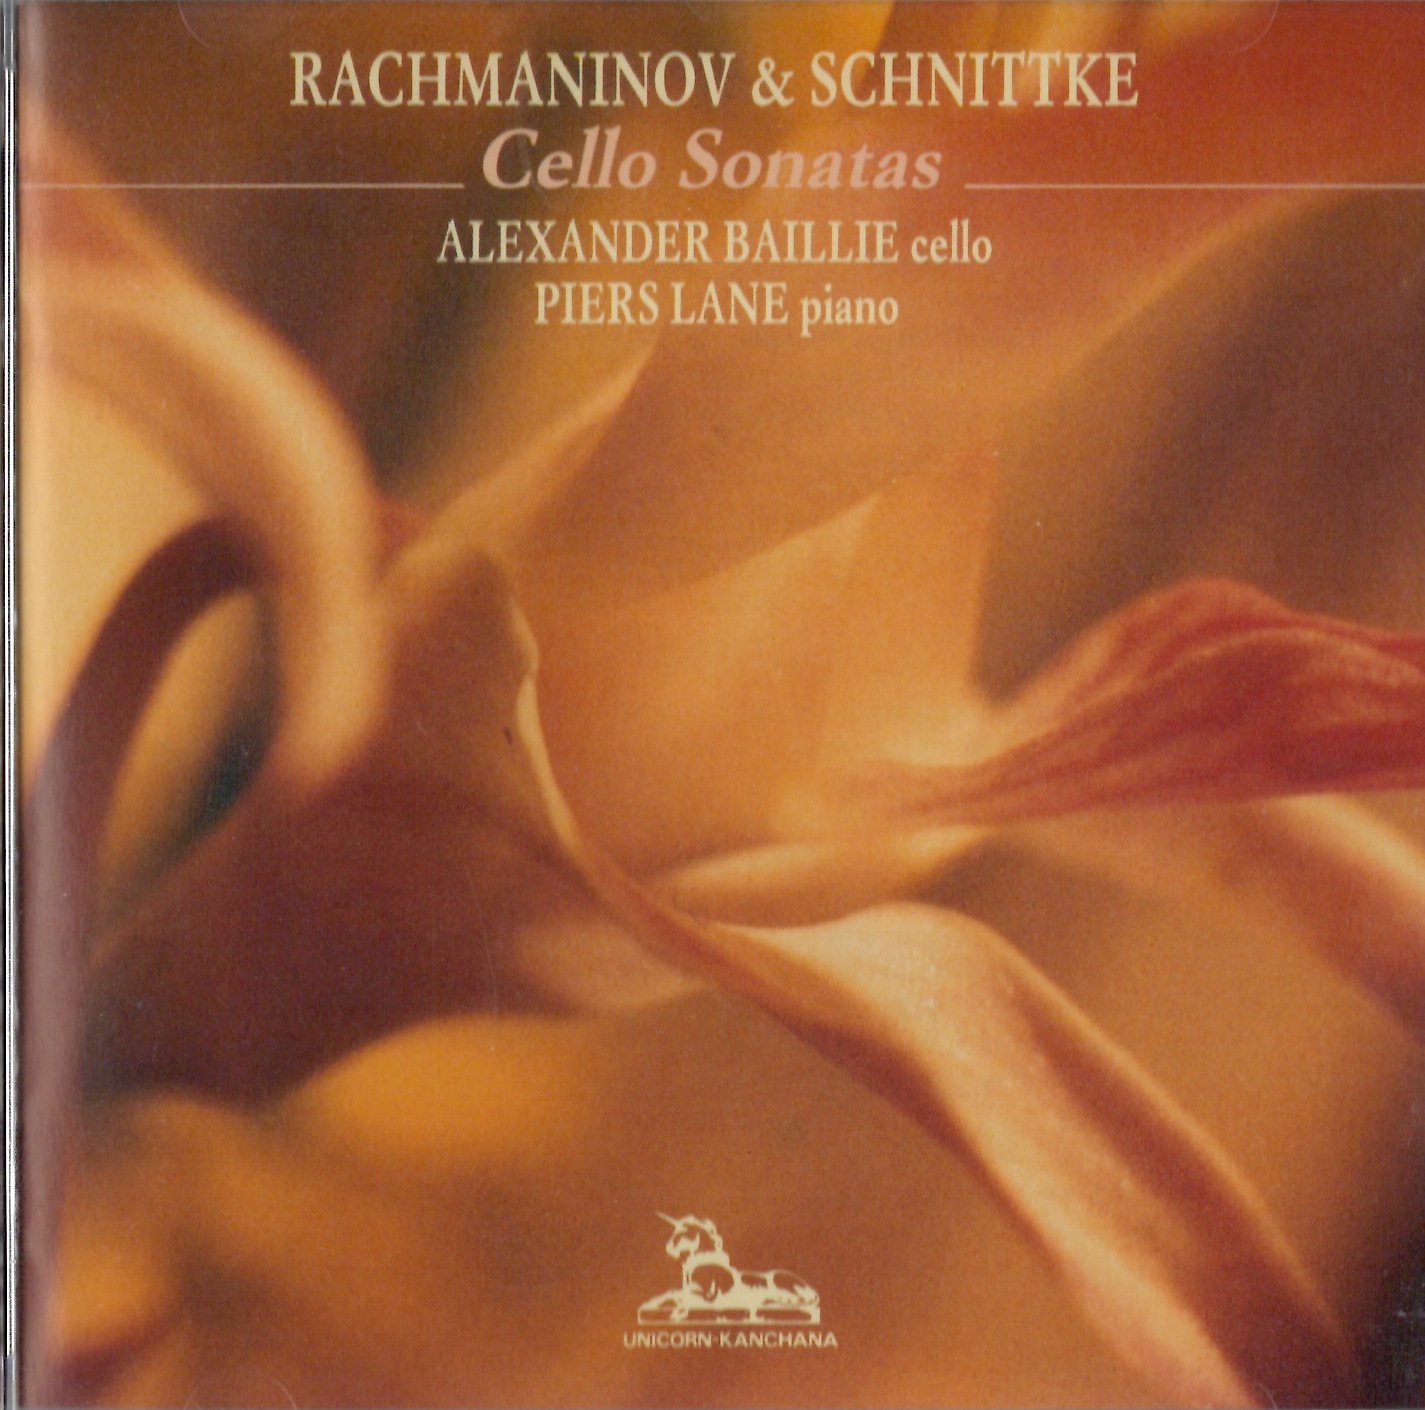 RACHMANINOV & SCHNITTKE
Cello Sonatas
ALEXANDER BAILLIE cello
PIERS LANE piano
UNICORN-KANCHANA